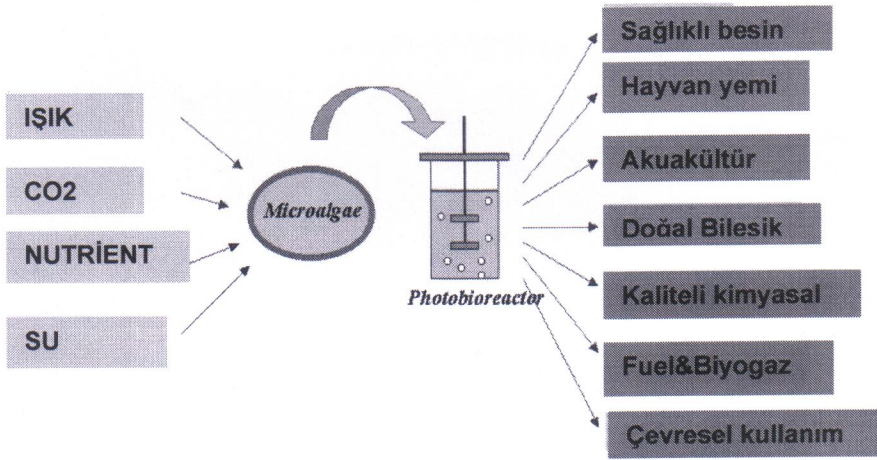 IŞIK
CO2
NUTRİENT
SU
Microalgae
Photobioreactor
Sağlıklı besin
Hayvan yemi
Akuakültür
Doğal Bilesik
Kaliteli kimyasal
Fuel&Biyogaz
Çevresel kullanım